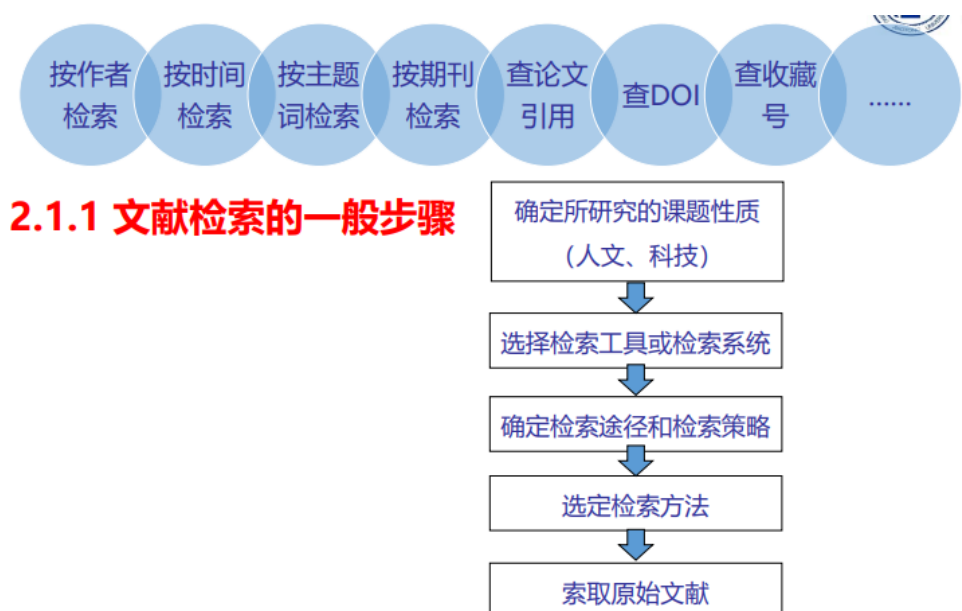 按作者
检索
按时间
检索
按主题
词检索
按期刊
检索
查论文
引用
查DOI
查收藏
号
......
2.1.1 文献检索的一般步骤
确定所研究的课题性质
（人文、科技）
选择检索工具或检索系统
确定检索途径和检索策略
选定检索方法
索取原始文献